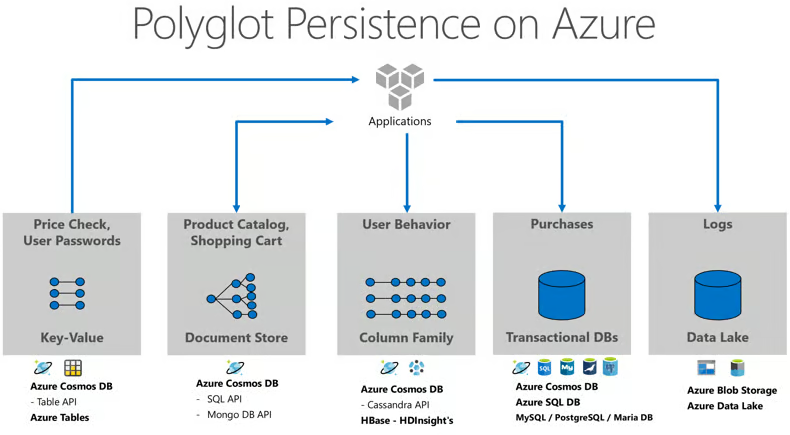 Polyglot Persistence on Azure
Applications
Price Check,
User Passwords
Key-Value
Product Catalog,
Shopping Cart
Document Store
User Behavior
Column Family
Purchases
SQL
My
Transactional DBs
Logs
Data Lake
Azure Cosmos DB
- Table API
Azure Tables
Azure Cosmos DB
- SQL API
- Mongo DB API
Azure Cosmos DB
- Cassandra API
HBase - HDInsight's
Azure Cosmos DB
Azure SQL DB
MySQL / PostgreSQL / Maria DB
Azure Blob Storage
Azure Data Lake